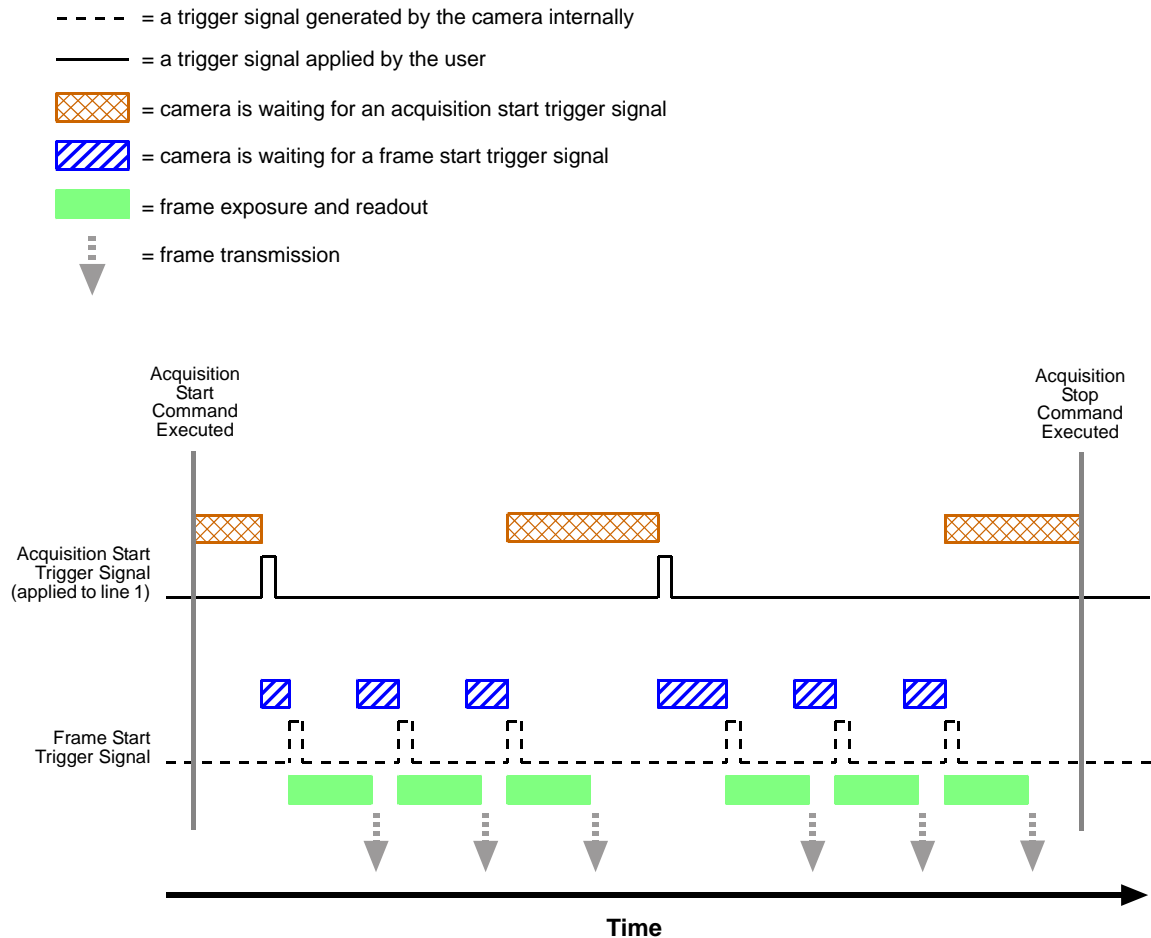 = a trigger signal generated by the camera internally
= a trigger signal applied by the user
= camera is waiting for an acquisition start trigger signal
= camera is waiting for a frame start trigger signal
= frame exposure and readout
= frame transmission
Acquisition
Start
Command
Executed
Acquisition
Stop
Command
Executed
Acquisition Start
Trigger Signal
(applied to line 1)
Frame Start
Trigger Signal
Time